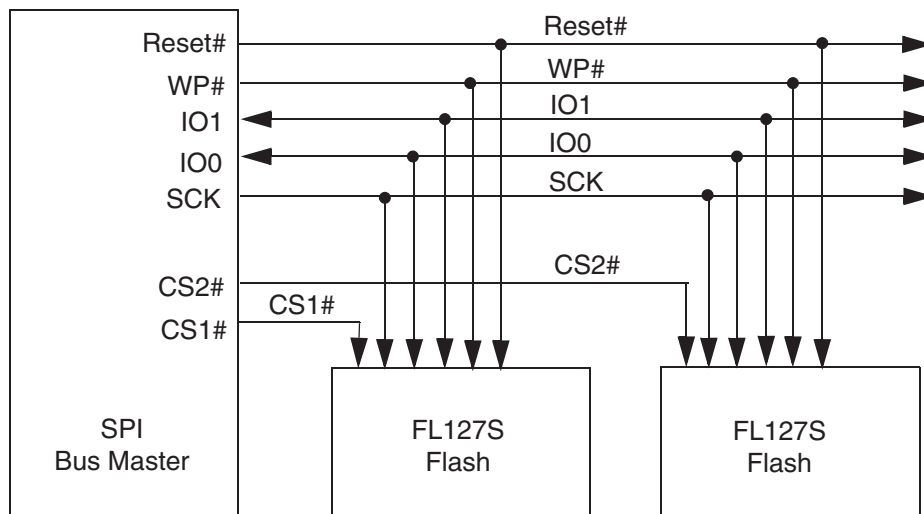 Reset#
Reset#
WP#
WP#
IO1
IO1
IO0
IO0
SCK
SCK
CS2#
CS2#
CS1#
CS1#
SPI
Bus Master
FL127S
Flash
FL127S
Flash